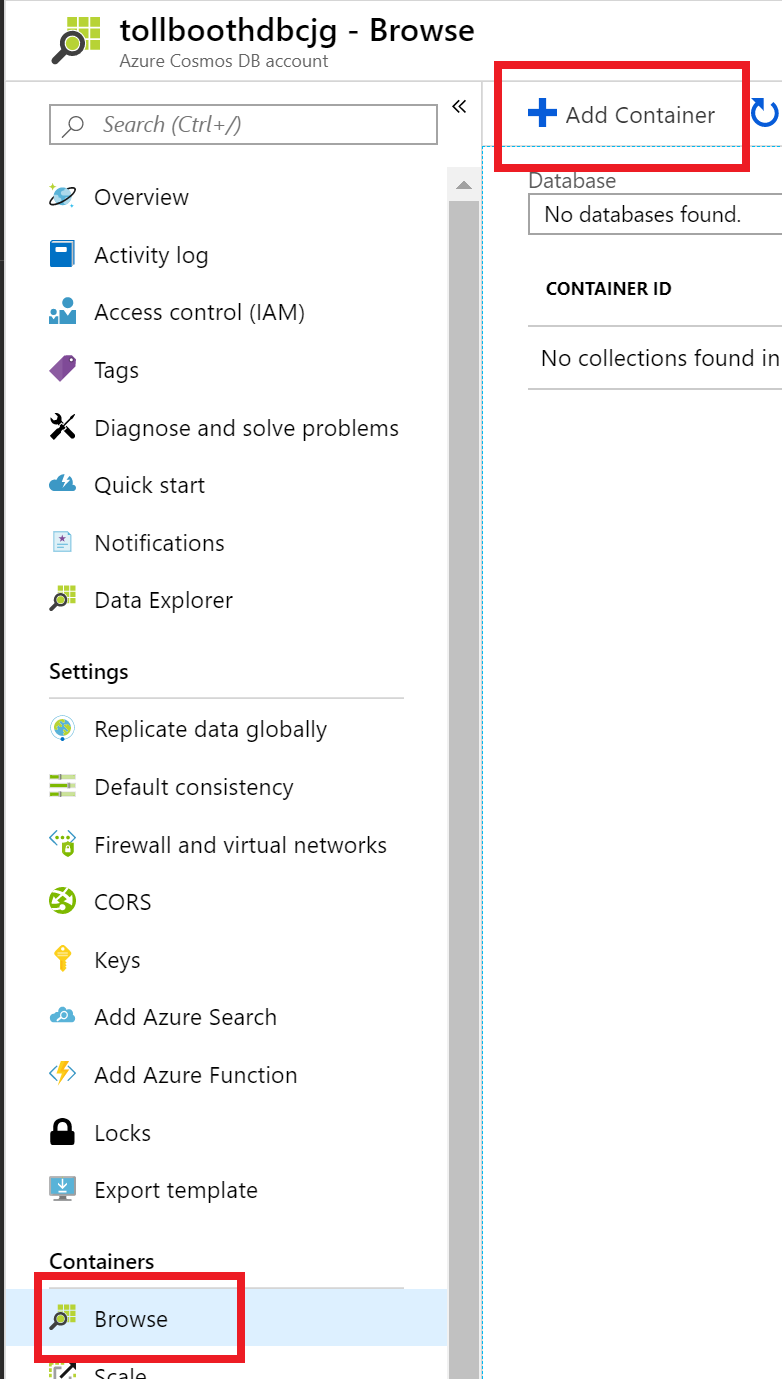 tollboothdbcjg - Browse
Azure Cosmos DB account
Search (Ctrl+/)
«
Overview
Activity log
Access control (IAM)
Tags
Diagnose and solve problems
Quick start
Notifications
Data Explorer
Settings
Replicate data globally
Default consistency
Firewall and virtual networks
CORS
Keys
Add Azure Search
Add Azure Function
Locks
Export template
Containers
Browse
Scale
Add Container
Database
No databases found.
CONTAINER ID
No collections found in